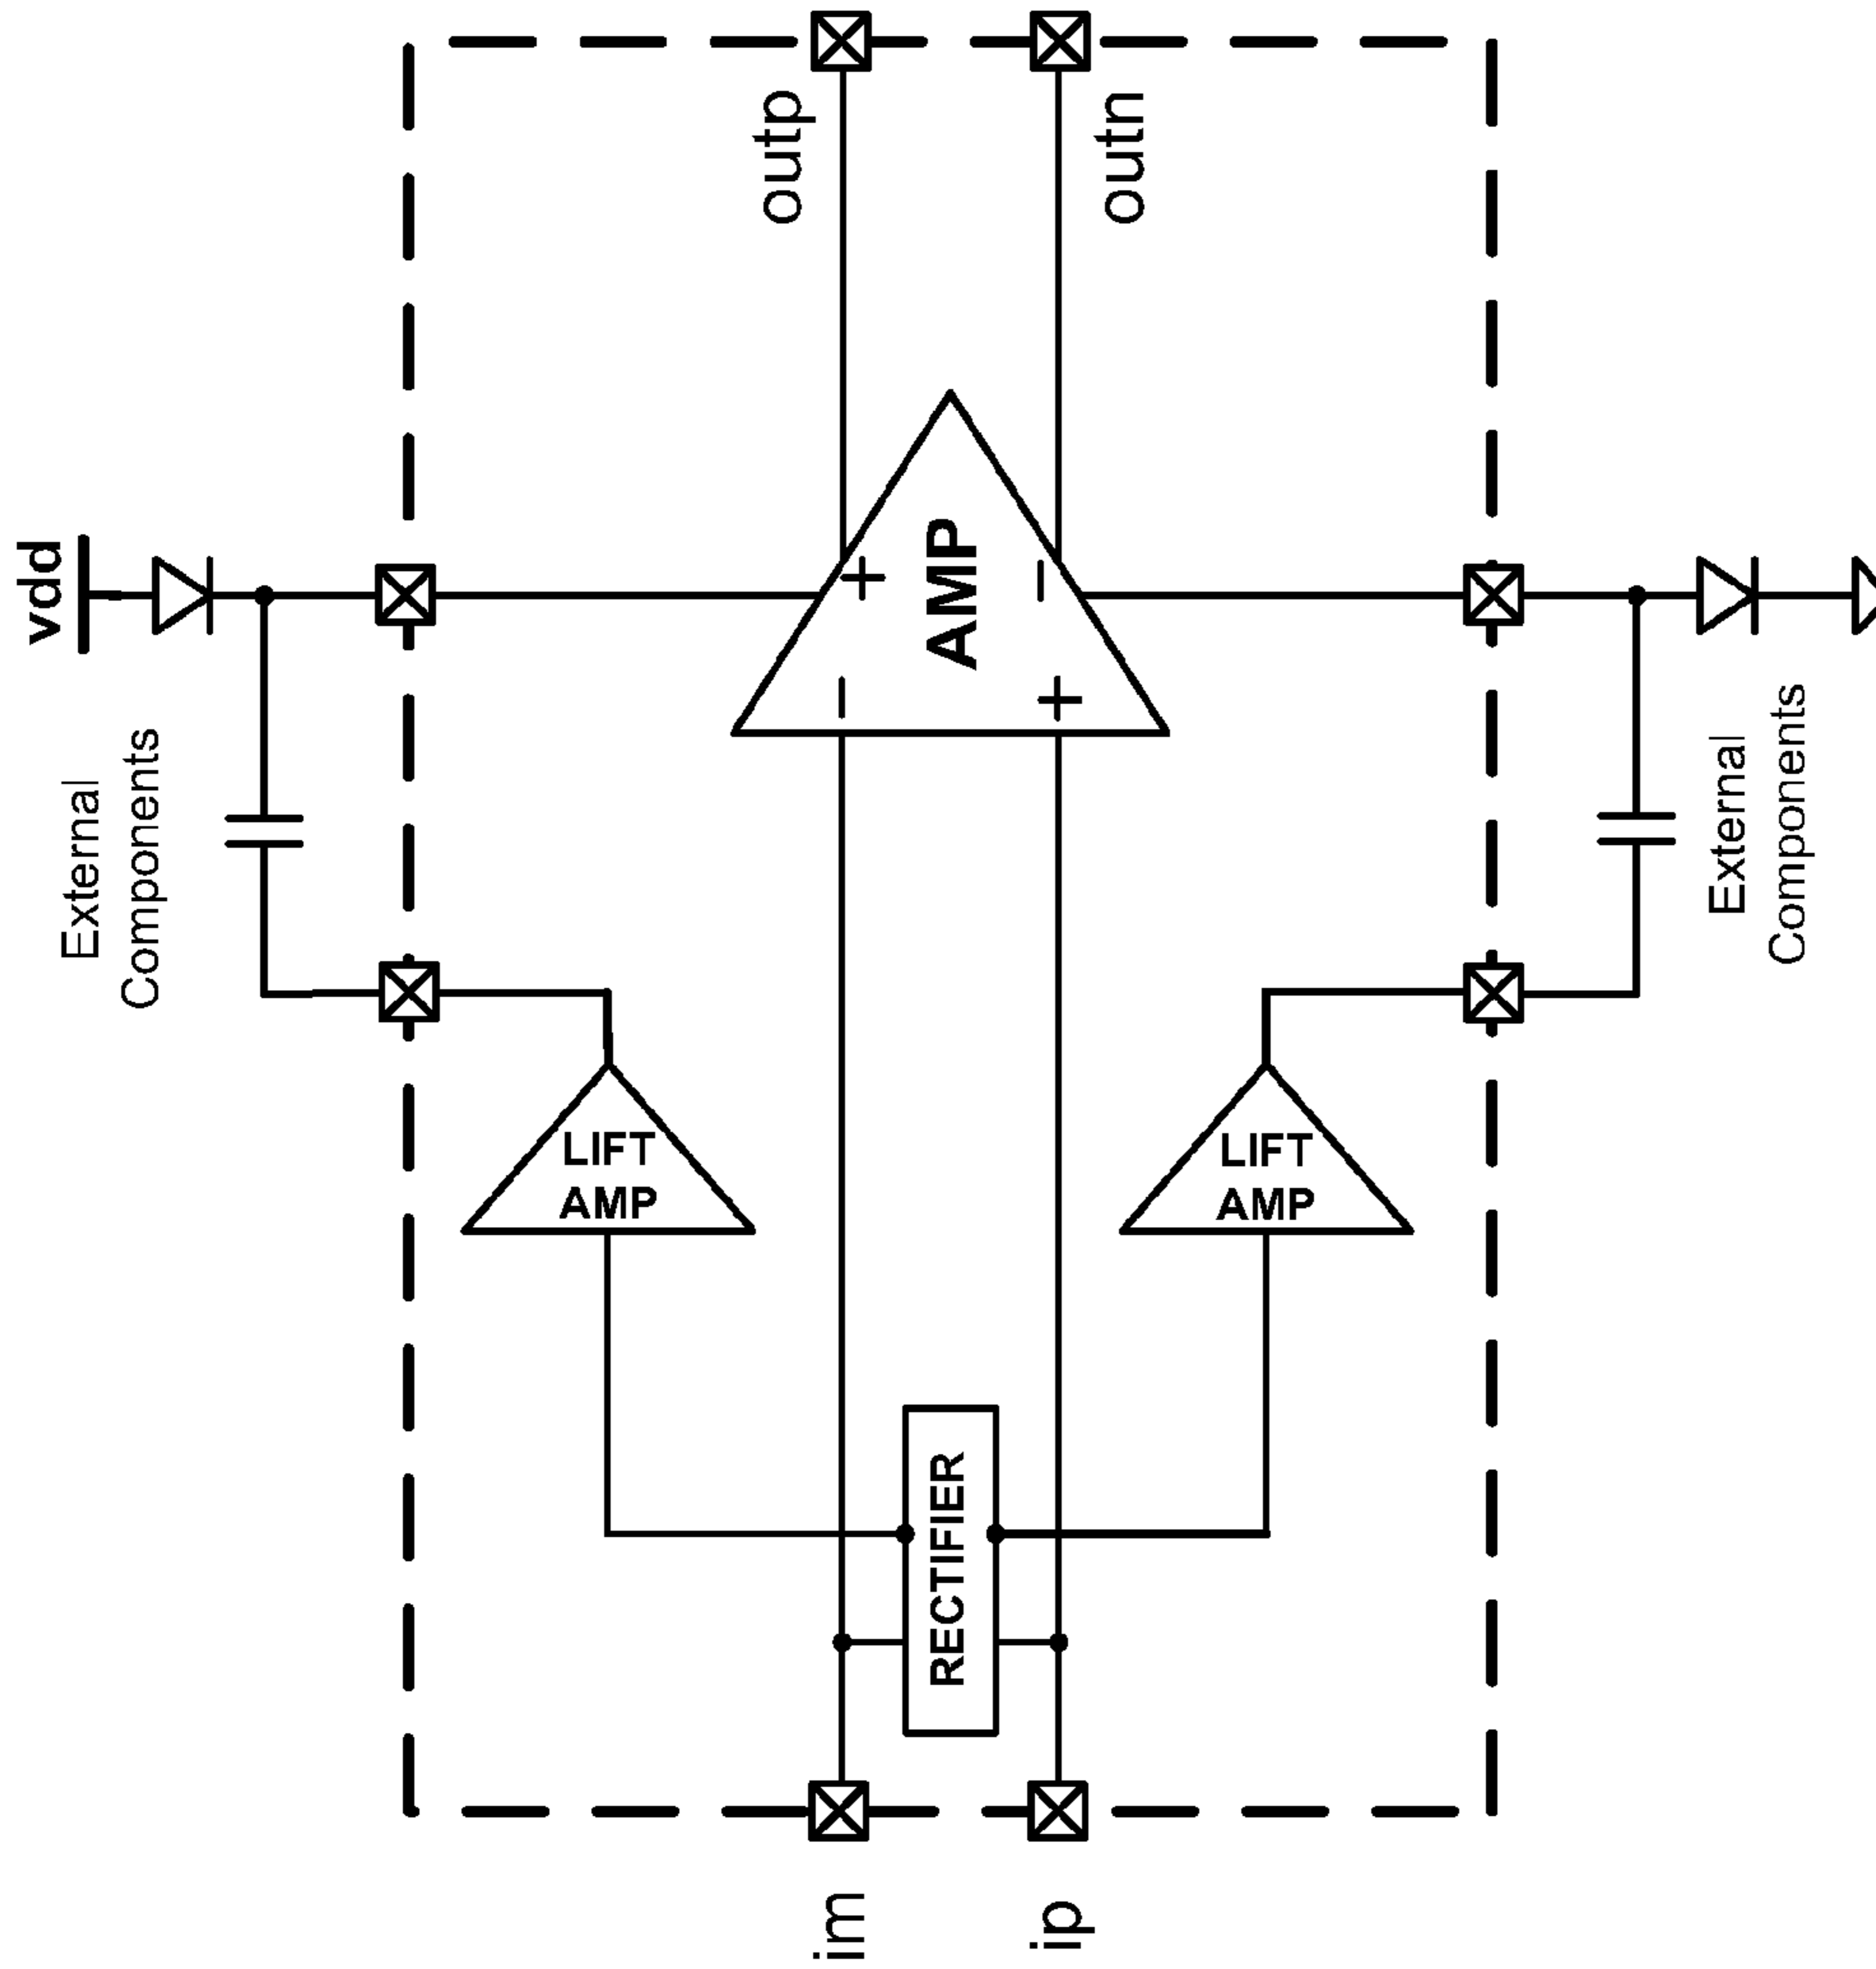 vdd
External
Components
outp
outn
+
−
AMP
−
+
External
Components
LIFT
AMP
LIFT
AMP
RECTIFIER
im
ip